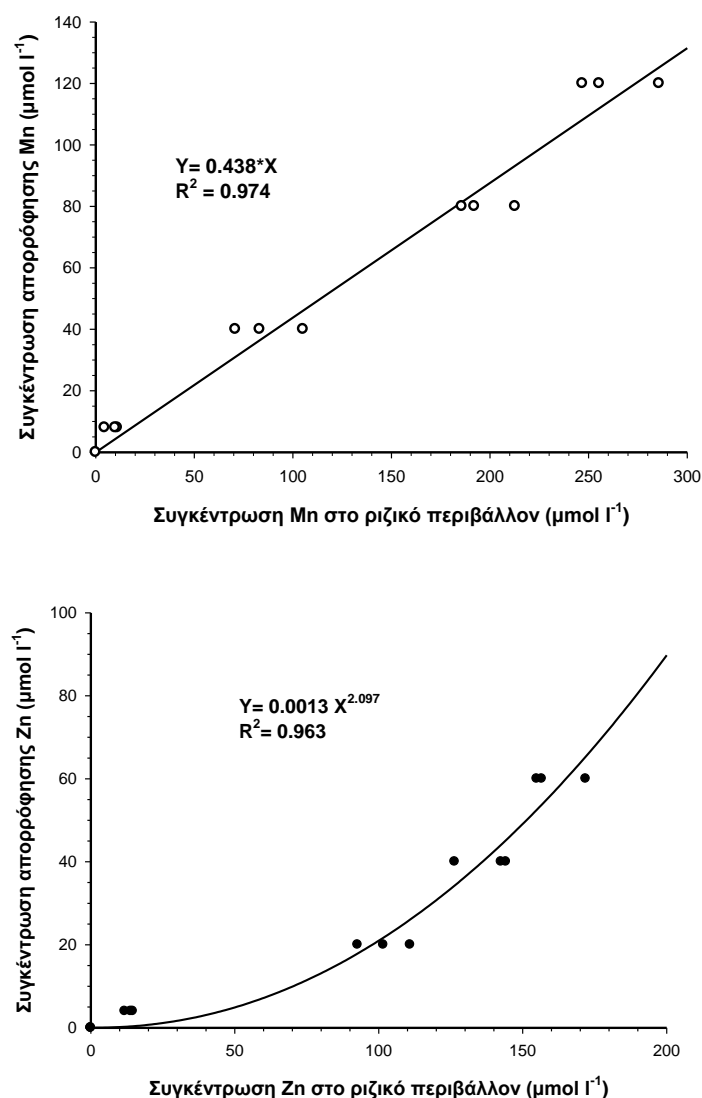 Συγκέντρωση απορρόφησης Mn (μmol l⁻¹)
140
120
100
80
60
40
20
0
Y= 0.438*X
R² = 0.974
0 50 100 150 200 250 300
Συγκέντρωση Mn στο ριζικό περιβάλλον (μmol l⁻¹)
Συγκέντρωση απορρόφησης Zn (μmol l⁻¹)
100
80
60
40
20
0
Y= 0.0013 X²·⁰⁹⁷
R²= 0.963
0 50 100 150 200
Συγκέντρωση Zn στο ριζικό περιβάλλον (μmol l⁻¹)